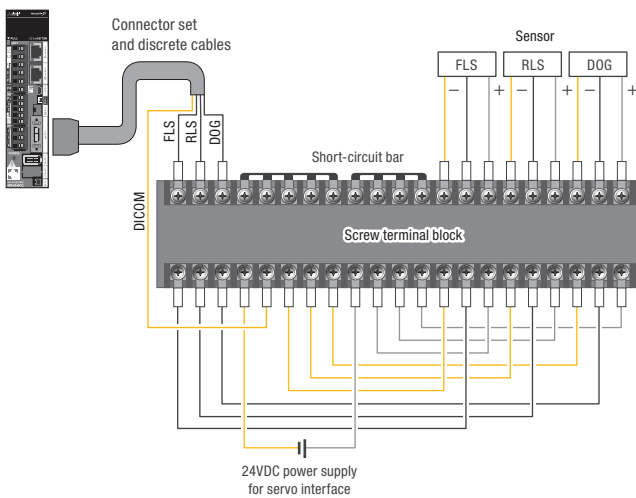 Connector set
and discrete cables
Sensor
FLS
RLS
DOG
− + − + − +
FLS
RLS
DOG
DICOM
Short-circuit bar
Screw terminal block
24VDC power supply
for servo interface